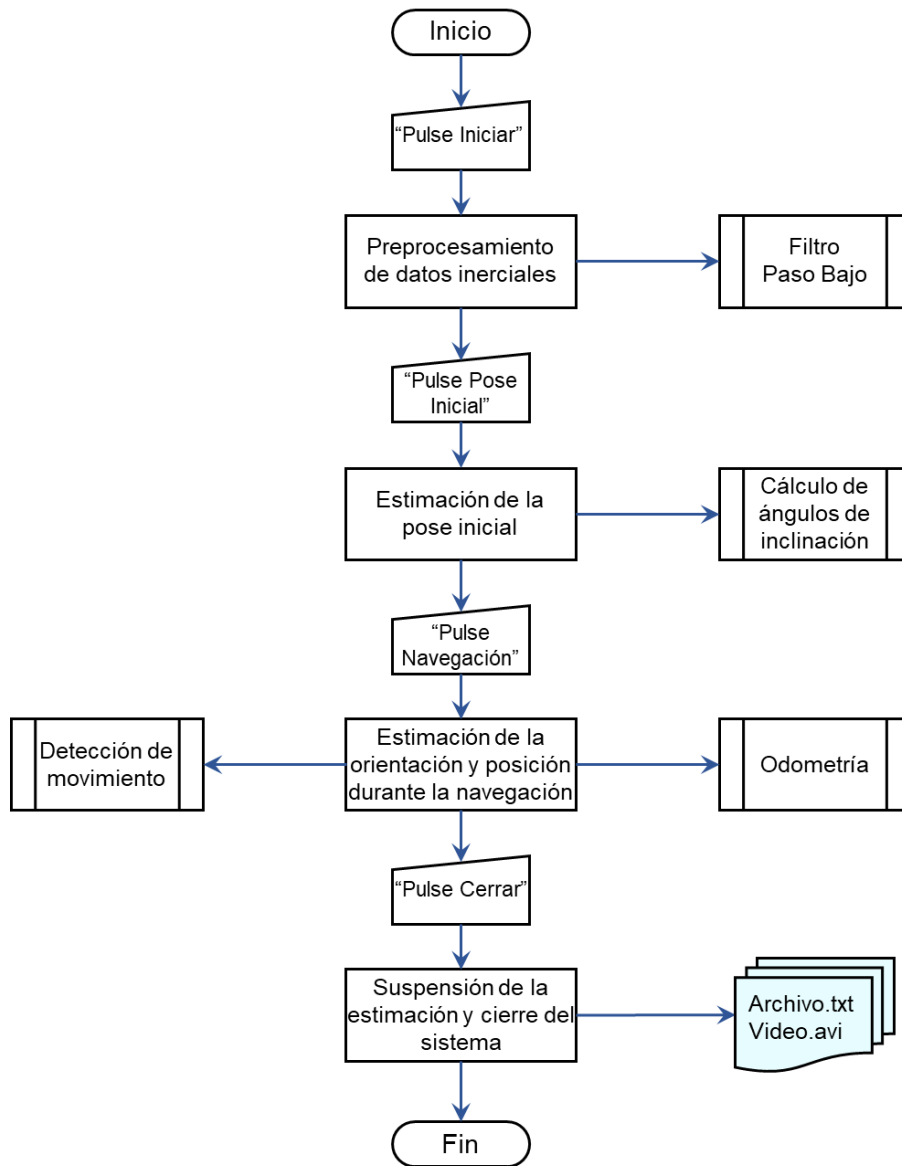 Inicio
“Pulse Iniciar”
Preprocesamiento
de datos inerciales
Filtro
Paso Bajo
“Pulse Pose
Inicial”
Estimación de la
pose inicial
Cálculo de
ángulos de
inclinación
“Pulse
Navegación”
Detección de
movimiento
Estimación de la
orientación y posición
durante la navegación
Odometría
“Pulse Cerrar”
Suspensión de la
estimación y cierre del
sistema
Archivo.txt
Video.avi
Fin